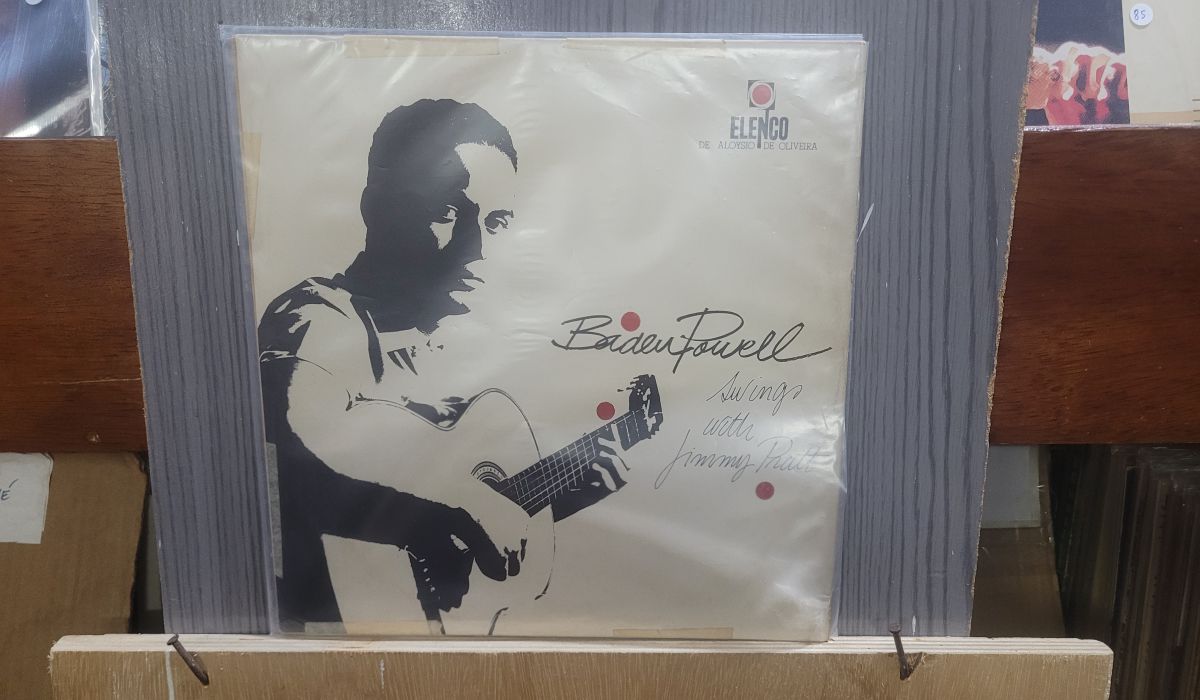 85
ELENCO
DE ALOYSIO DE OLIVEIRA
Baden Powell
swings
with
Jimmy Pratt
É